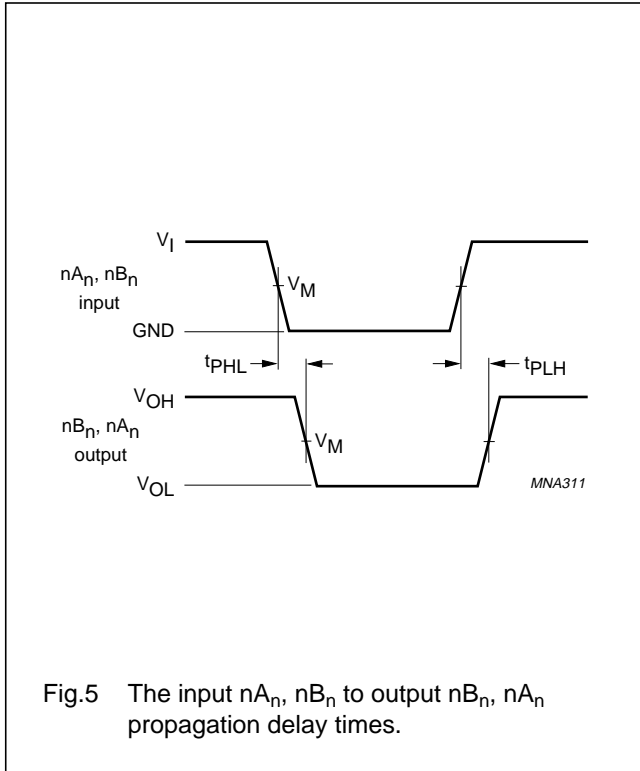 V_I
nA_n, nB_n
input
V_M
GND
t_PHL
t_PLH
V_OH
nB_n, nA_n
output
V_M
V_OL
MNA311
Fig.5 The input nA_n, nB_n to output nB_n, nA_n
propagation delay times.